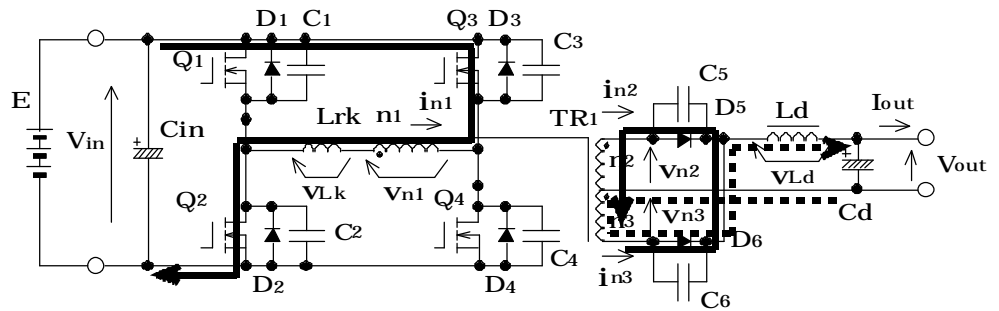 D1 C1 Q3 D3
Q1 C3
E Vin Cin + Lrk n1 in1
in2 C5
TR1 D5 Ld Iout
n2 vn2 vLd + Vout
vLk vn1
Q2 Q4 n3 vn3 Cd
C2 D6
D2 D4 C4 in3
C6